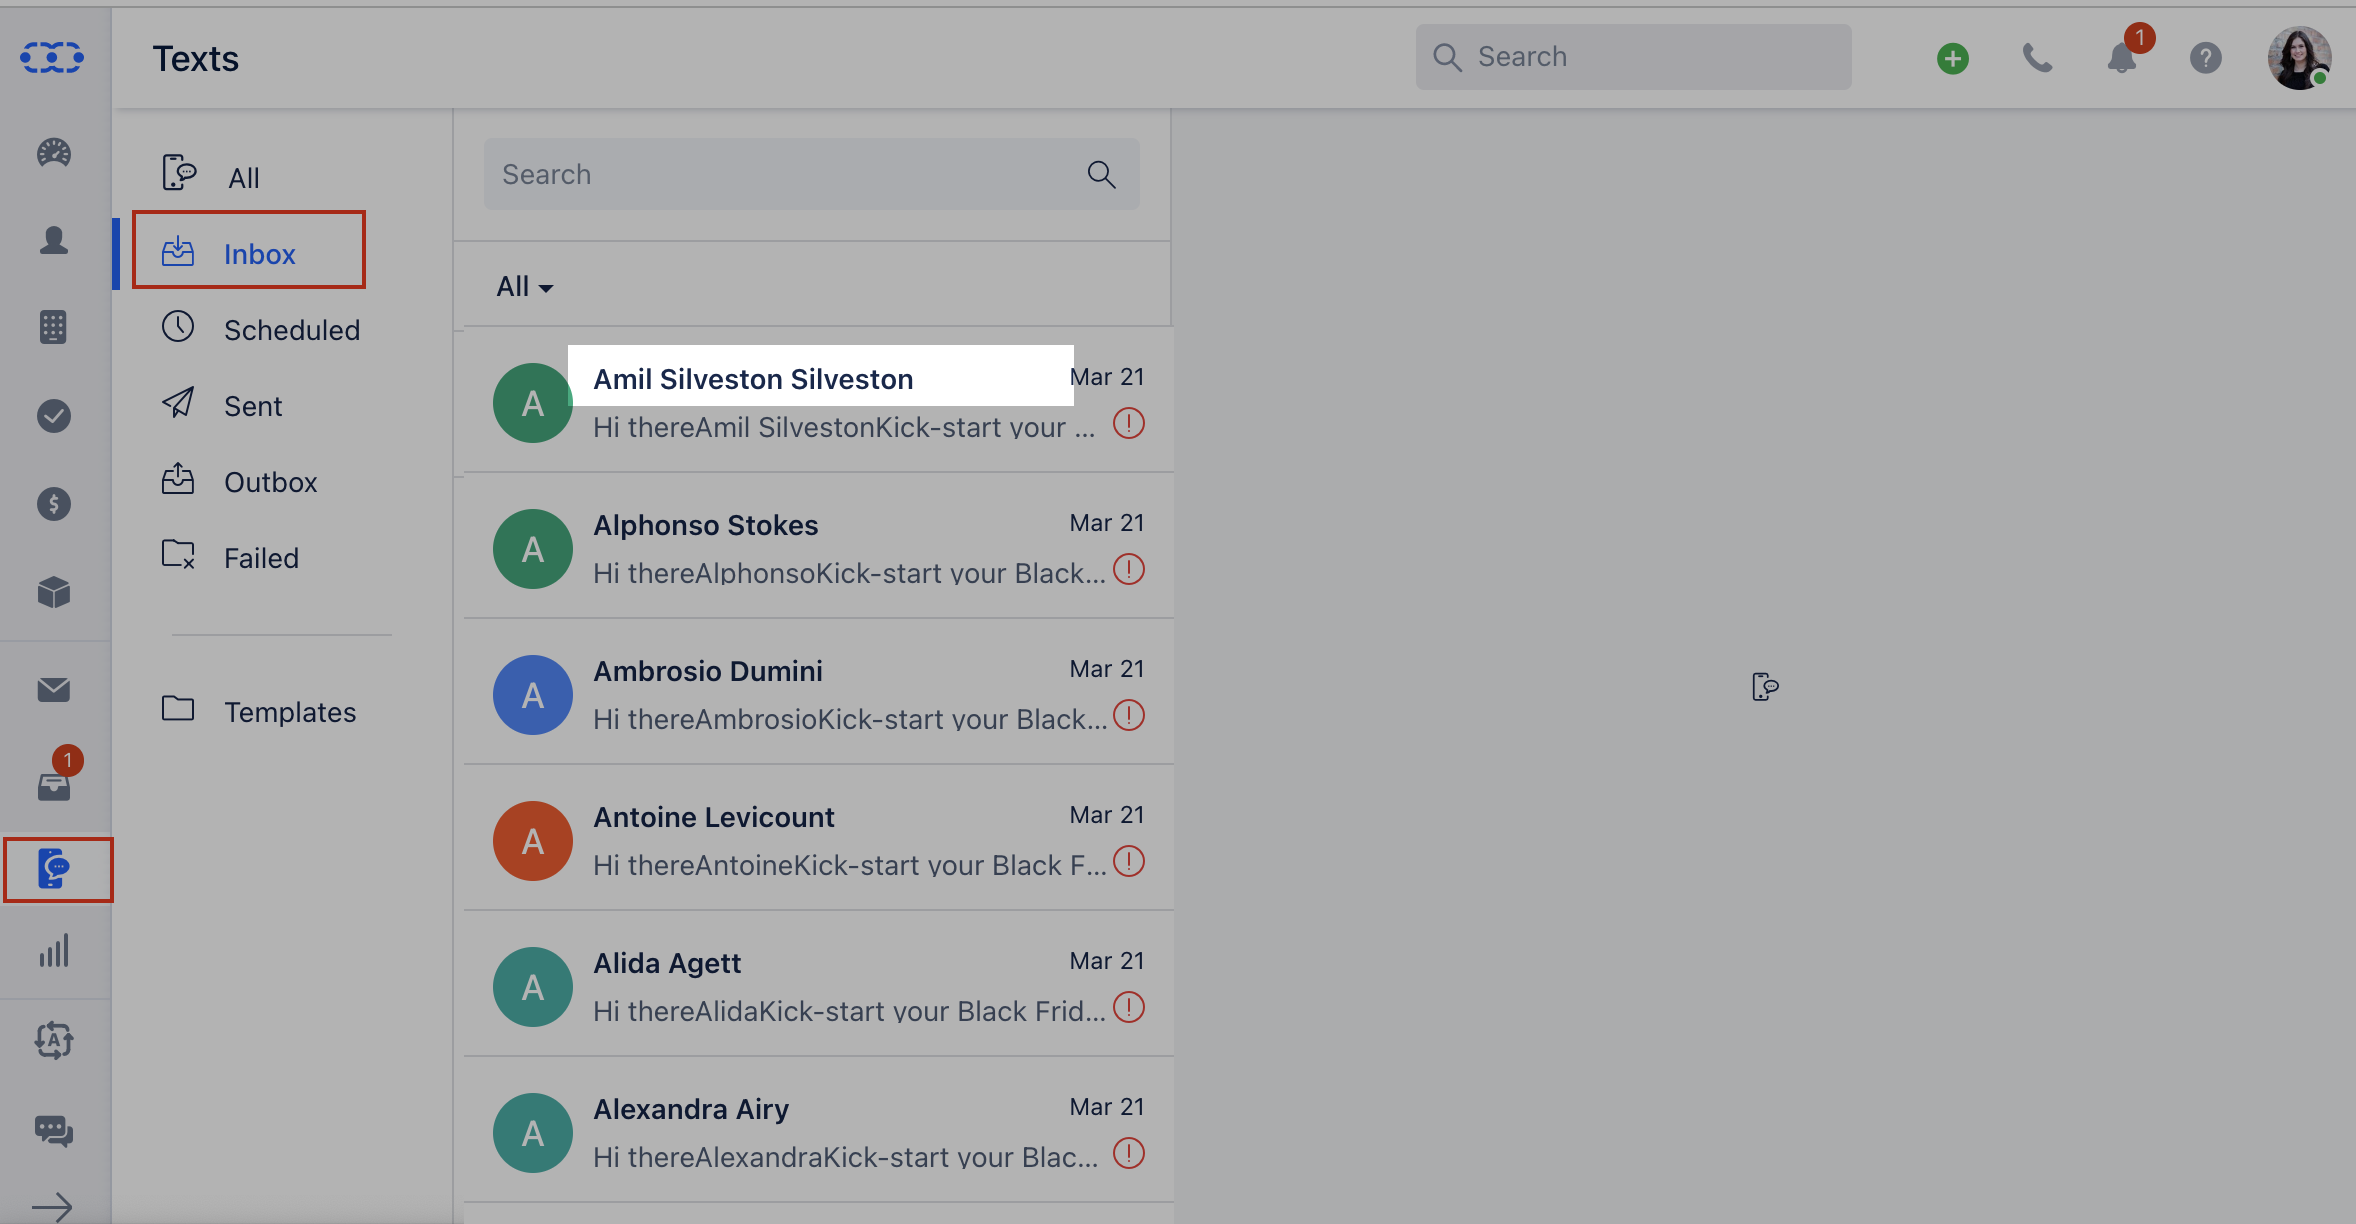 Texts
Search
1
?
All
Inbox
Scheduled
Sent
Outbox
Failed
Templates
$
1
A
Search
All
A
Amil Silveston Silveston
Mar 21
Hi thereAmil SilvestonKick-start your ...
A
Alphonso Stokes
Mar 21
Hi thereAlphonsoKick-start your Black...
A
Ambrosio Dumini
Mar 21
Hi thereAmbrosioKick-start your Black...
A
Antoine Levicount
Mar 21
Hi thereAntoineKick-start your Black F...
A
Alida Agett
Mar 21
Hi thereAlidaKick-start your Black Frid...
A
Alexandra Airy
Mar 21
Hi thereAlexandraKick-start your Blac...